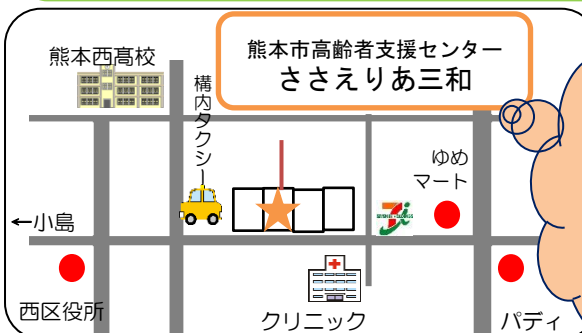 熊本市高齢者支援センター
ささえりあ三和
熊本西高校
構内タクシー
ゆめ
マート
←小島
西区役所
クリニック
パディ